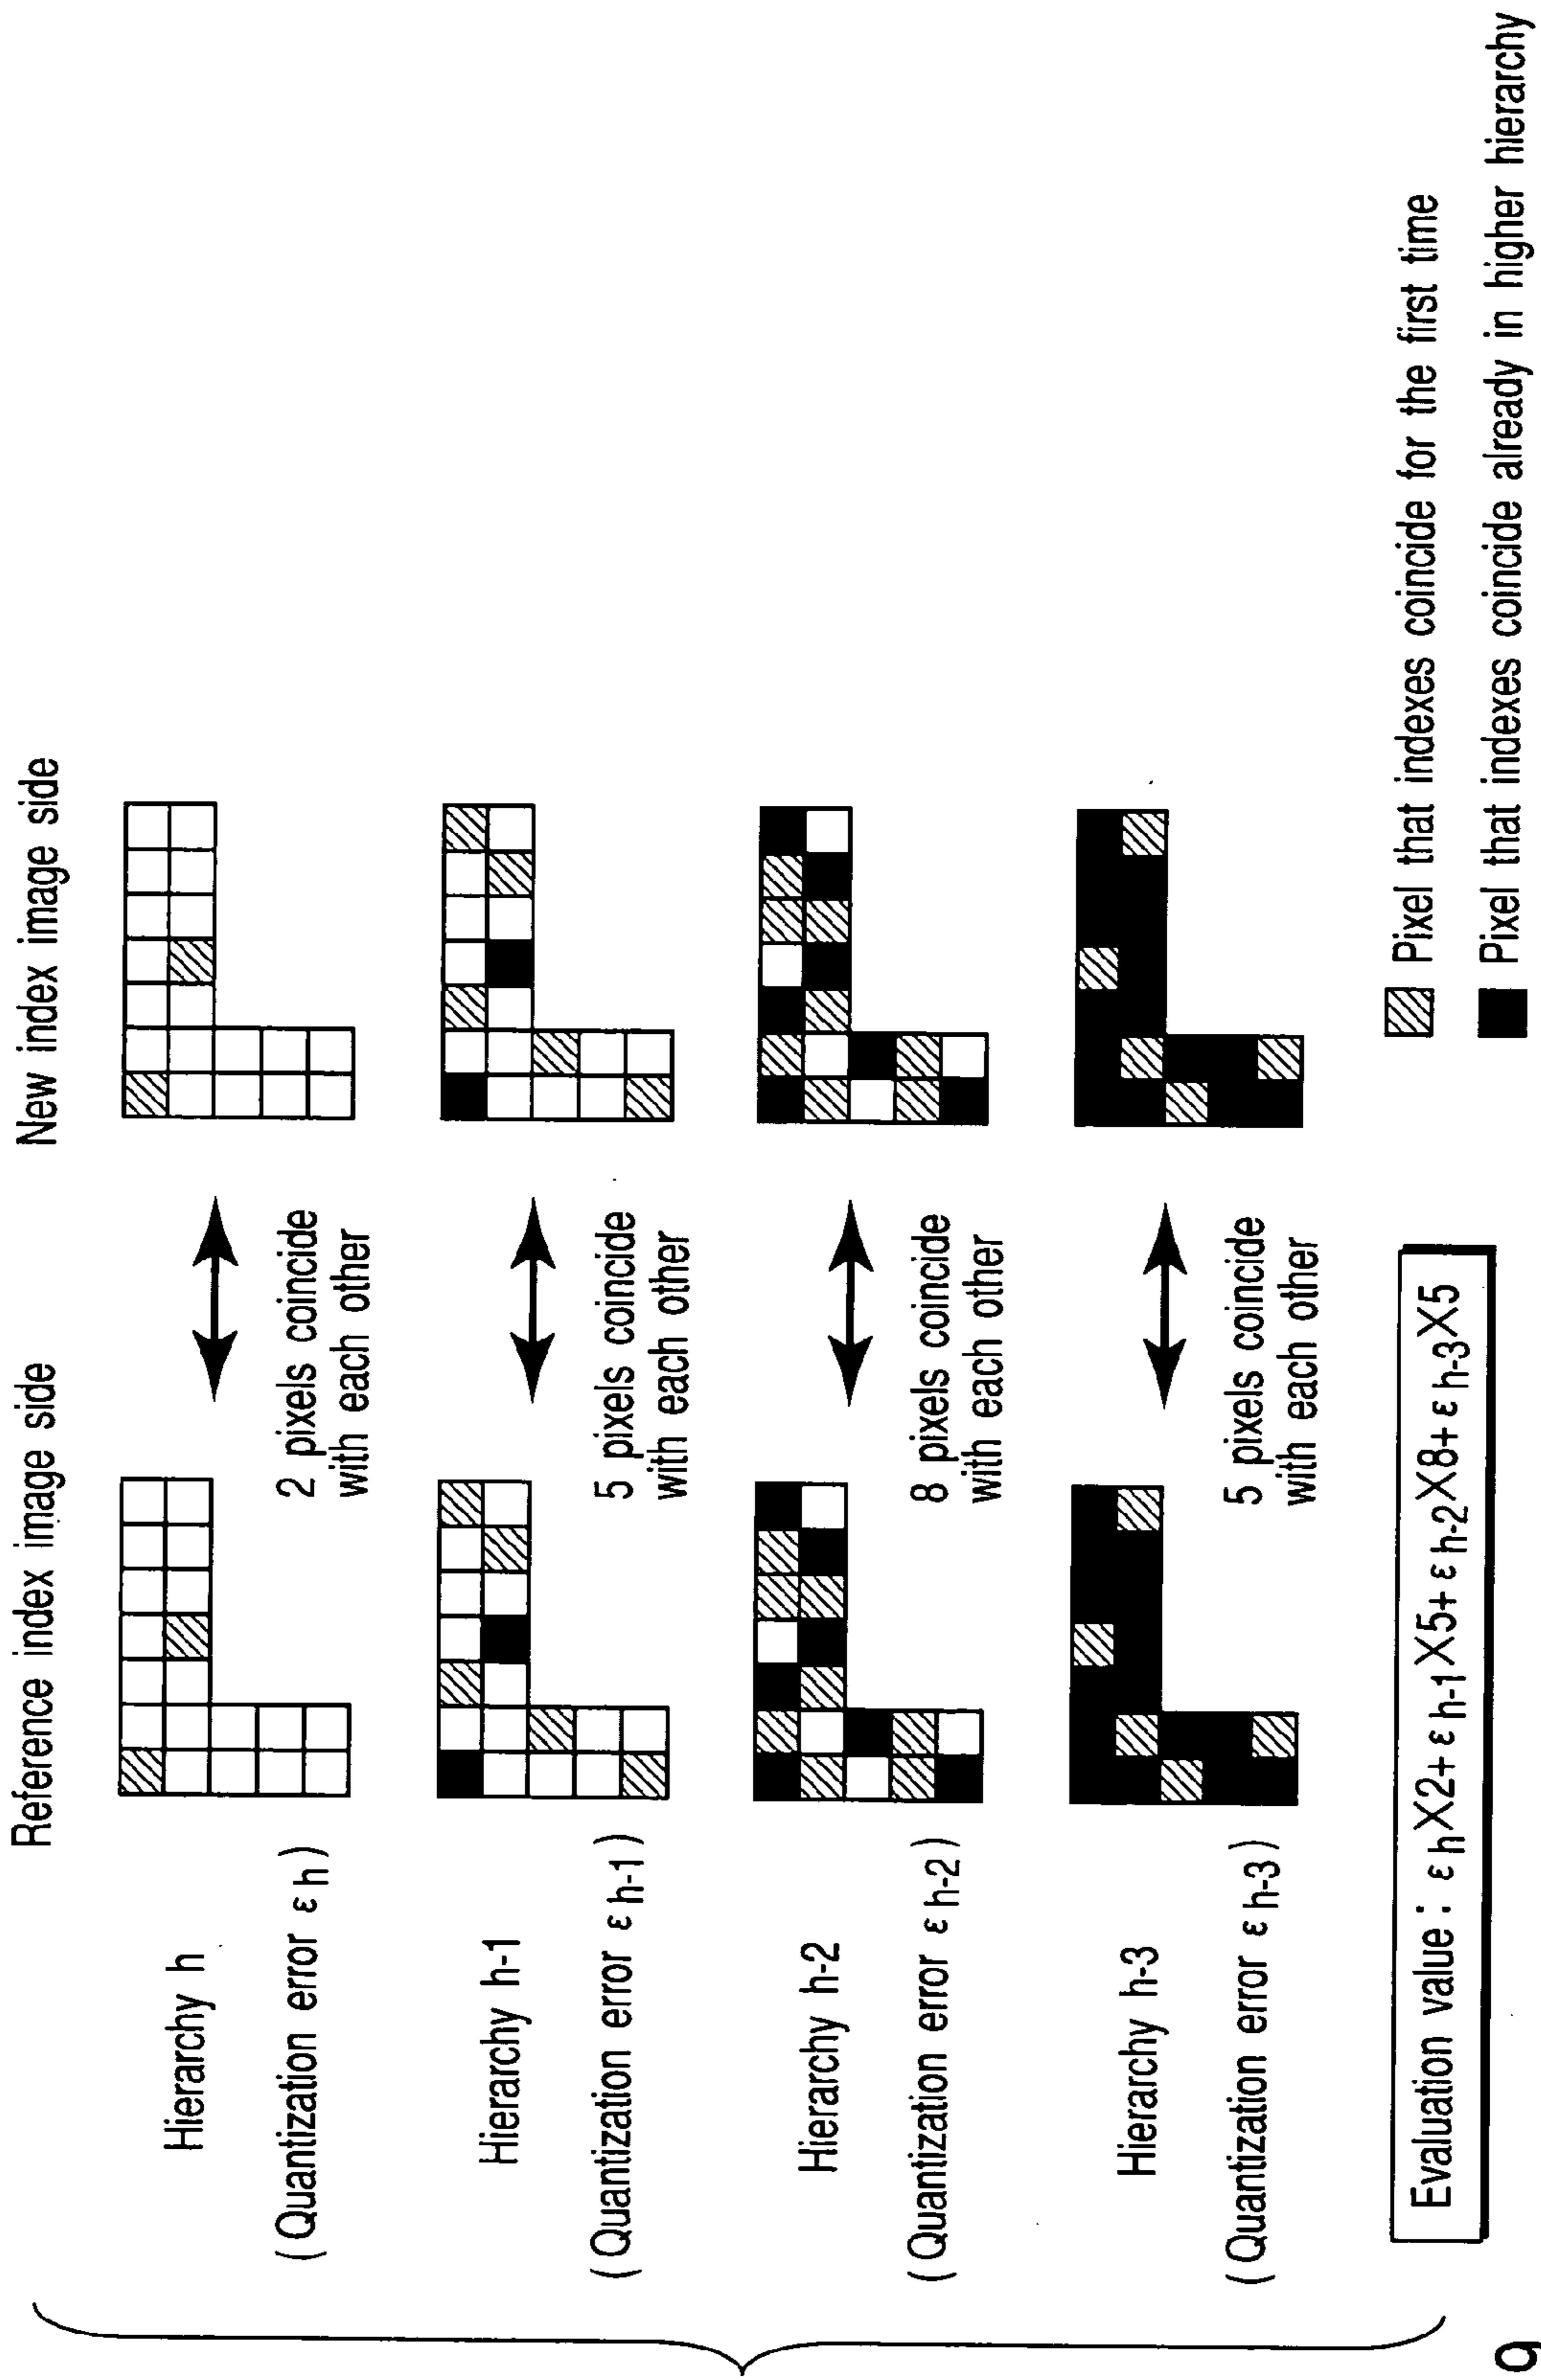 Reference index image side
New index image side
Hierarchy h
(Quantization error ε h)
2 pixels coincide
with each other
Hierarchy h-1
(Quantization error ε h-1)
5 pixels coincide
with each other
Hierarchy h-2
(Quantization error ε h-2)
8 pixels coincide
with each other
Hierarchy h-3
(Quantization error ε h-3)
5 pixels coincide
with each other
Evaluation value : ε hX2+ ε h-1X5+ ε h-2X8+ ε h-3X5
Pixel that indexes coincide for the first time
Pixel that indexes coincide already in higher hierarchy
9